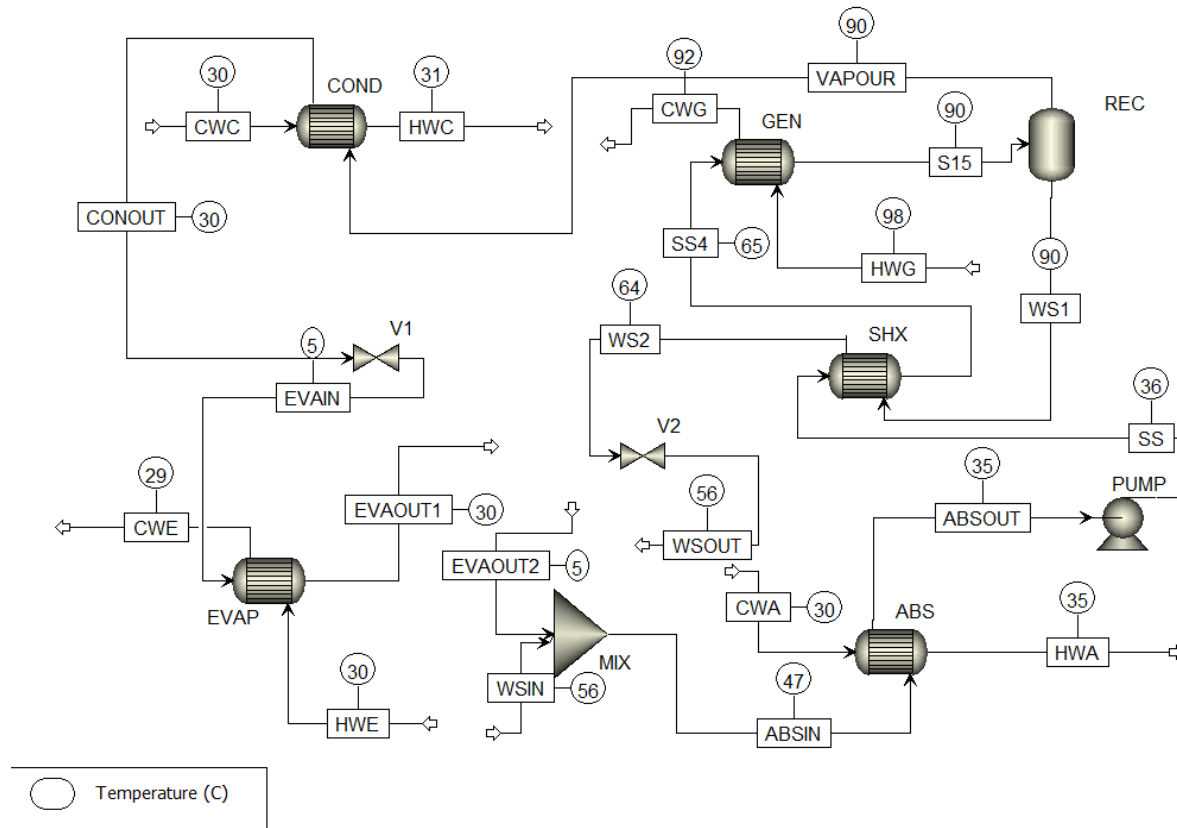 90
VAPOUR
92
CWG
30
CWC
31
HWC
COND
GEN
REC
90
S15
CONOUT
30
SS4
65
98
HWG
90
WS1
64
WS2
SHX
V1
5
EVAIN
36
SS
V2
29
CWE
EVAOUT1
30
56
WSOUT
35
ABSOUT
PUMP
EVAOUT2
5
CWA
30
ABS
35
HWA
EVAP
MIX
WSIN
56
30
HWE
47
ABSIN
Temperature (C)